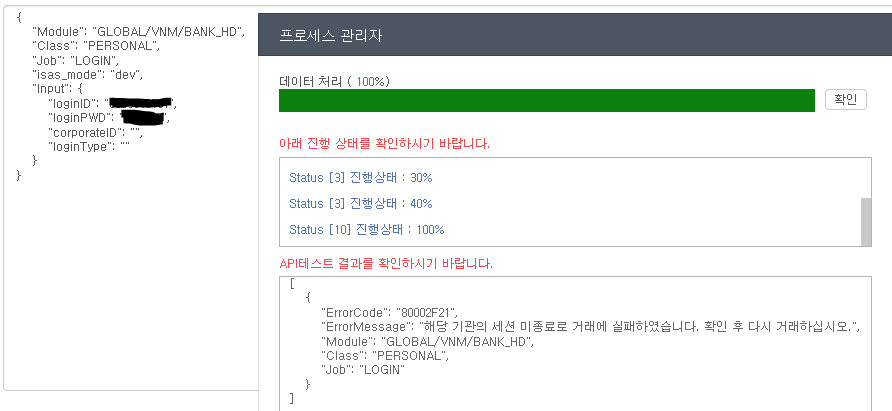 {
"Module": "GLOBAL/VNM/BANK_HD",
"Class": "PERSONAL",
"Job": "LOGIN",
"isas_mode": "dev",
"Input": {
"loginID": "",
"loginPWD": "",
"corporateID": "",
"loginType": ""
}
}
프로세스 관리자
데이터 처리 ( 100%)
확인
아래 진행 상태를 확인하시기 바랍니다.
Status [3] 진행상태 : 30%
Status [3] 진행상태 : 40%
Status [10] 진행상태 : 100%
API테스트 결과를 확인하시기 바랍니다.
[
{
"ErrorCode": "80002F21",
"ErrorMessage": "해당 기관의 세션 미종료로 거래에 실패하였습니다. 확인 후 다시 거래하십시오.",
"Module": "GLOBAL/VNM/BANK_HD",
"Class": "PERSONAL",
"Job": "LOGIN"
}
]